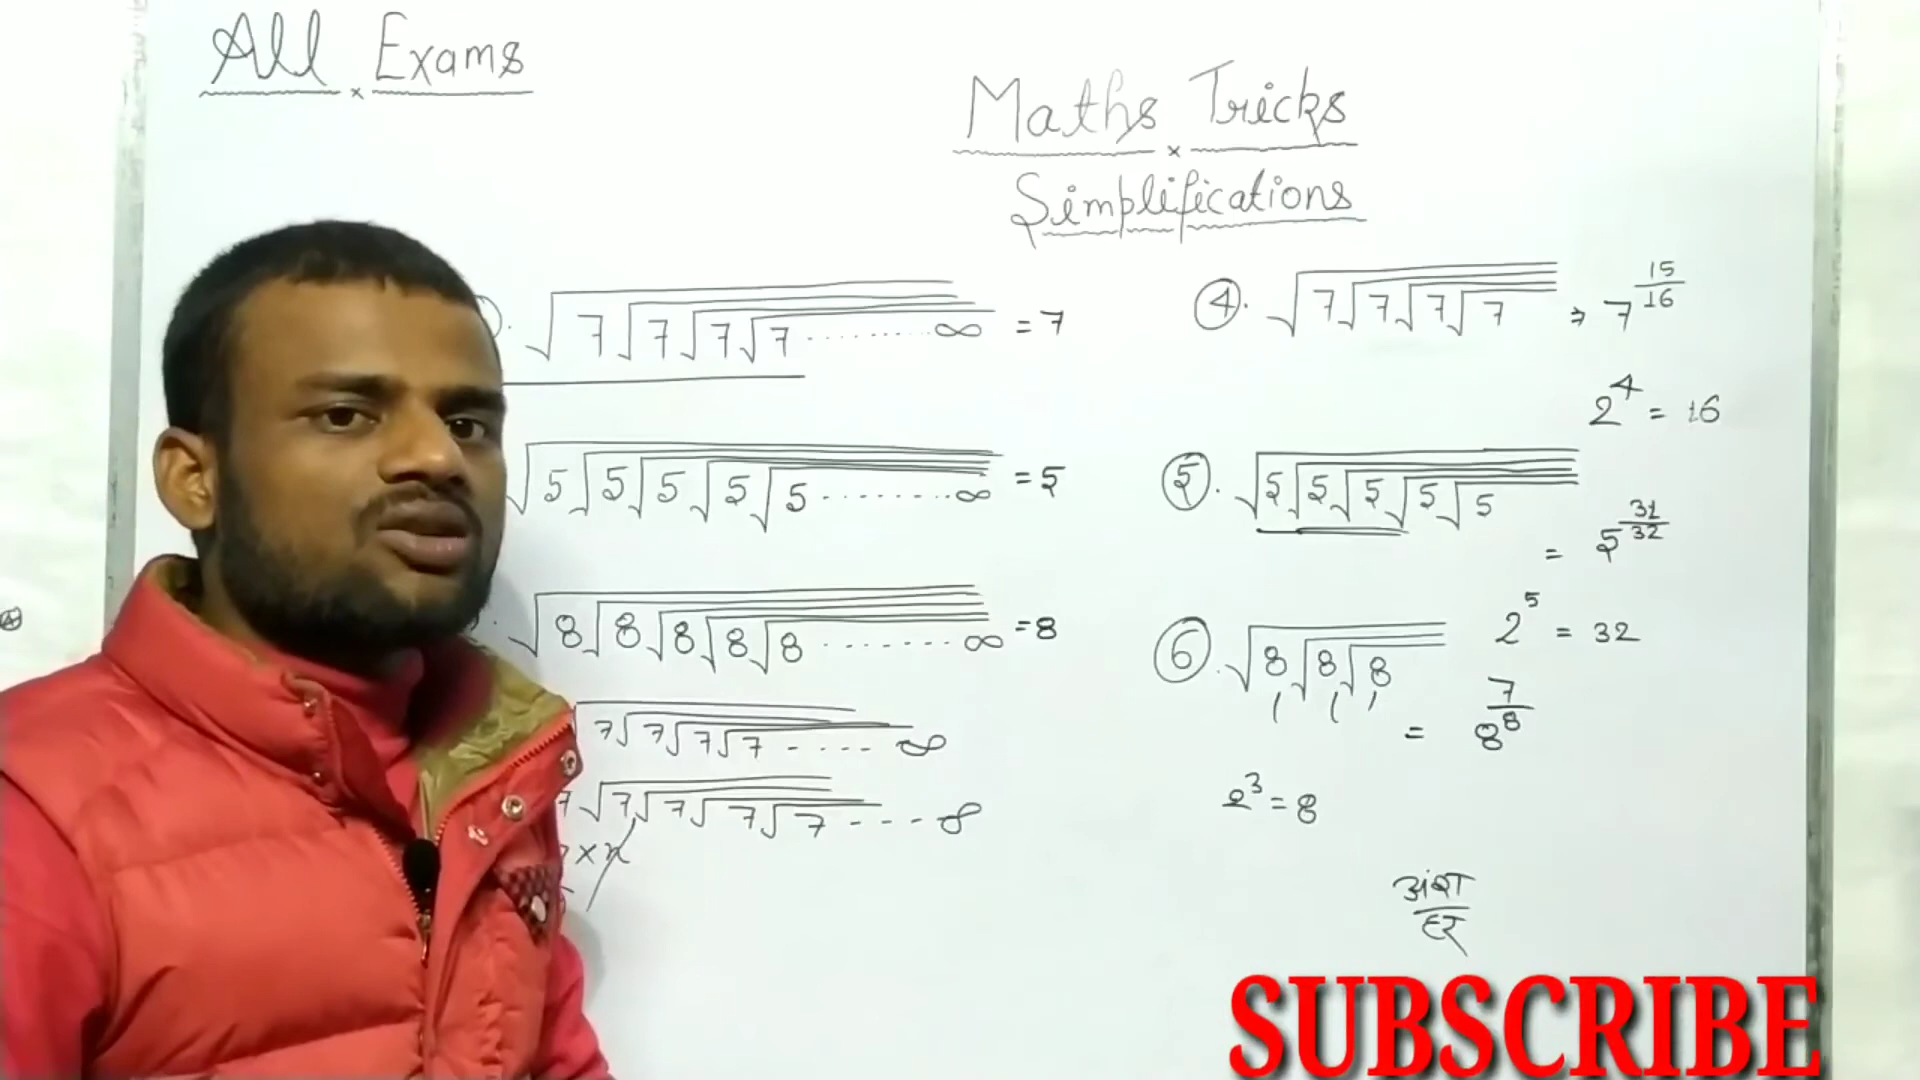 All × Exams
Maths × Tricks
Simplifications
√7√7√7√7 ........ ∞ = 7
√5√5√5√5√5 ........ ∞ = 5
√8√8√8√8√8 ....... ∞ = 8
7√7√7√7 ..... ∞
7√7√7√7√7 .... ∞
×x
④. √7√7√7√7 ⇒ 7^15/16
2^4 = 16
⑤. √5√5√5√5√5
= 5^31/32
2^5 = 32
⑥. √8√8√8
= 8^7/8
2^3 = 8
अंश
हर
SUBSCRIBE